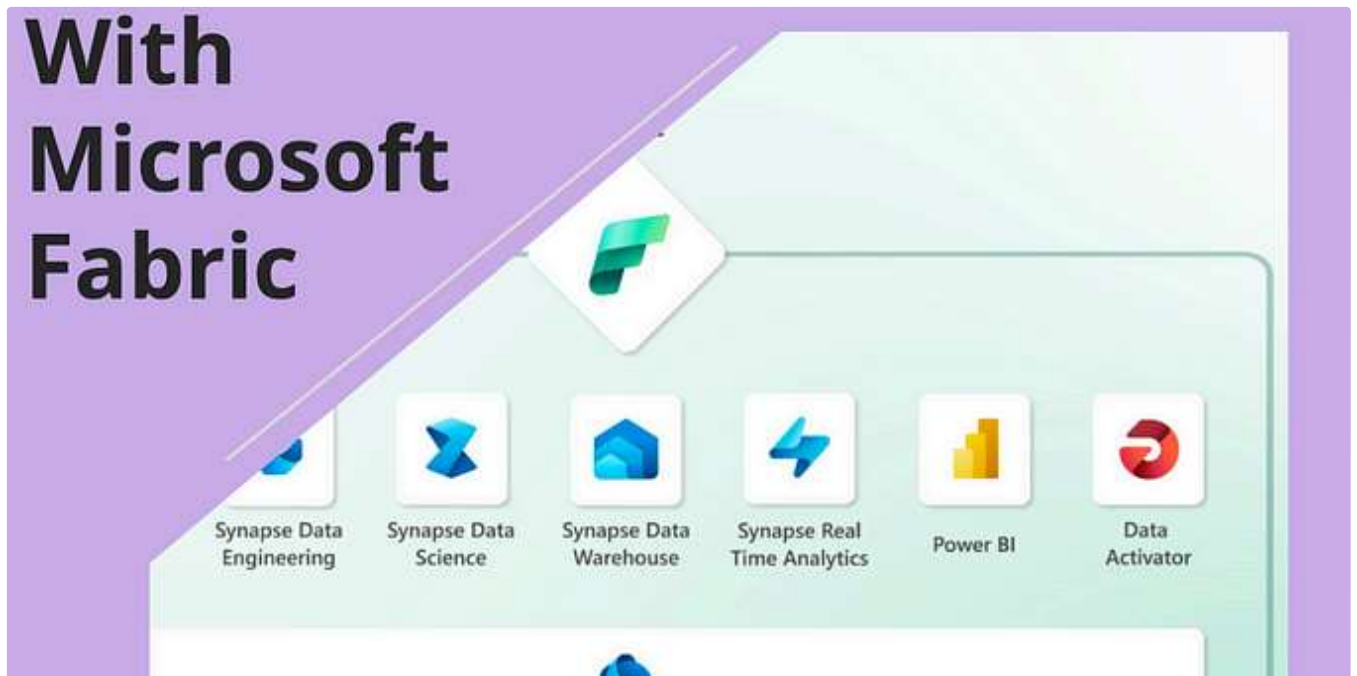 With
Microsoft
Fabric
Synapse Data
Engineering
Synapse Data
Science
Synapse Data
Warehouse
Synapse Real
Time Analytics
Power BI
Data
Activator